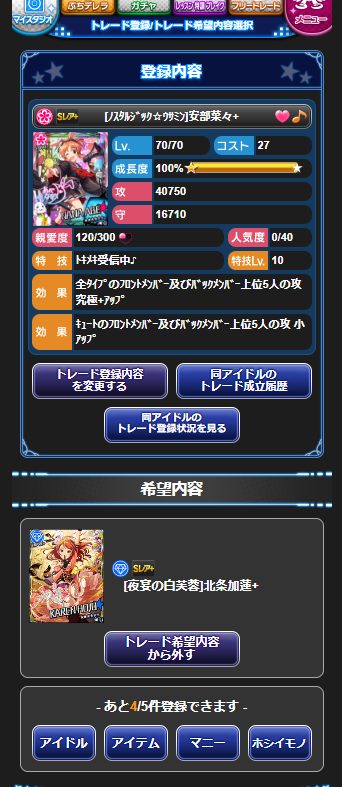 マイスタジオ
ぷちデレラ
ガチャ
レッスン 特訓 ブレイク
フリートレード
メニュー
トレード登録/トレード希望内容選択
登録内容
Sレア+
[ﾉｽﾀﾙｼﾞｯｸ☆ｳｻﾐﾝ]安部菜々+
Lv.
70/70
コスト
27
成長度
100%
攻
40750
守
16710
親愛度
120/300
人気度
0/40
特 技
ﾄｷﾒｷ受信中♪
特技Lv.
10
効 果
全ﾀｲﾌﾟのﾌﾛﾝﾄﾒﾝﾊﾞｰ及びﾊﾞｯｸﾒﾝﾊﾞｰ上位5人の攻
究極+ｱｯﾌﾟ
効 果
ｷｭｰﾄのﾌﾛﾝﾄﾒﾝﾊﾞｰ及びﾊﾞｯｸﾒﾝﾊﾞｰ上位5人の攻 小
ｱｯﾌﾟ
トレード登録内容
を変更する
同アイドルの
トレード成立履歴
同アイドルの
トレード登録状況を見る
希望内容
KAREN HOJO
Sレア+
[夜宴の白芙蓉]北条加蓮+
トレード希望内容
から外す
- あと4/5件登録できます -
アイドル
アイテム
マニー
ホシイモノ